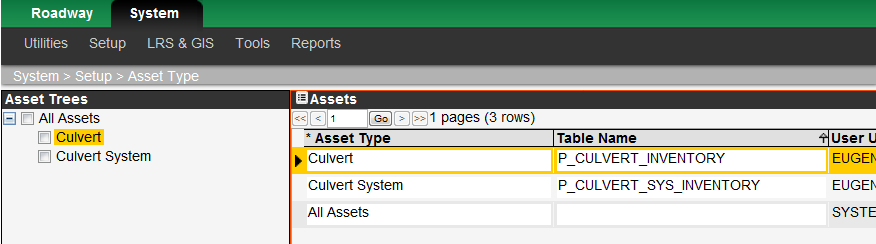 Roadway System
Utilities Setup LRS & GIS Tools Reports
System > Setup > Asset Type
Asset Trees
All Assets
Culvert
Culvert System
Assets
<< < 1 Go > >> 1 pages (3 rows)
* Asset Type Table Name User U
Culvert P_CULVERT_INVENTORY EUGEN
Culvert System P_CULVERT_SYS_INVENTORY EUGEN
All Assets SYSTE